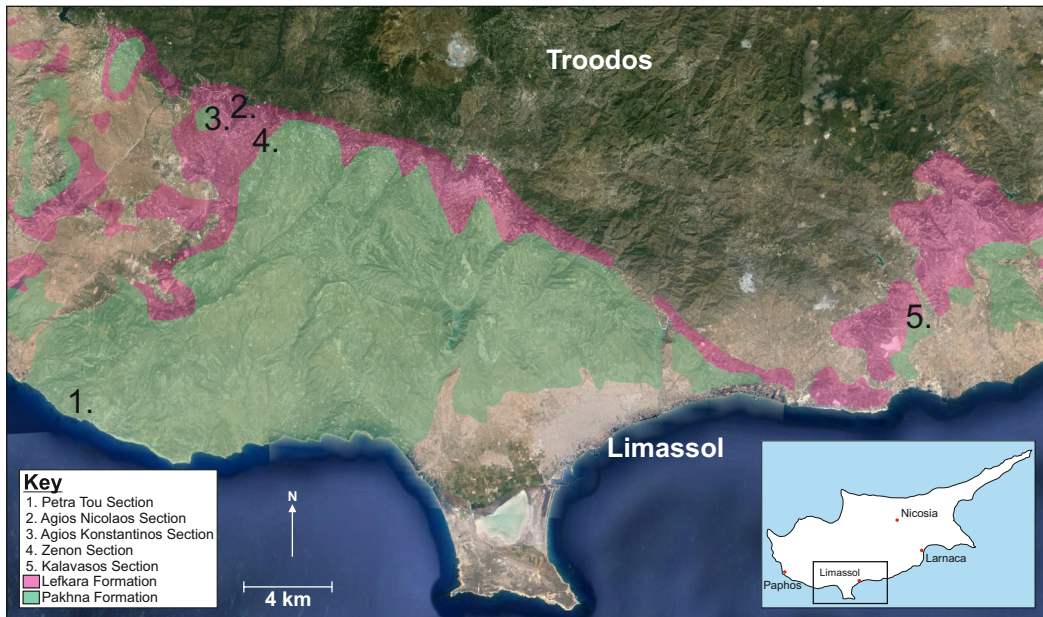 Troodos
2.
3.
4.
5.
1.
Limassol
Key
1. Petra Tou Section
2. Agios Nicolaos Section
3. Agios Konstantinos Section
4. Zenon Section
5. Kalavasos Section
Lefkara Formation
Pakhna Formation
N
4 km
Nicosia
Larnaca
Limassol
Paphos